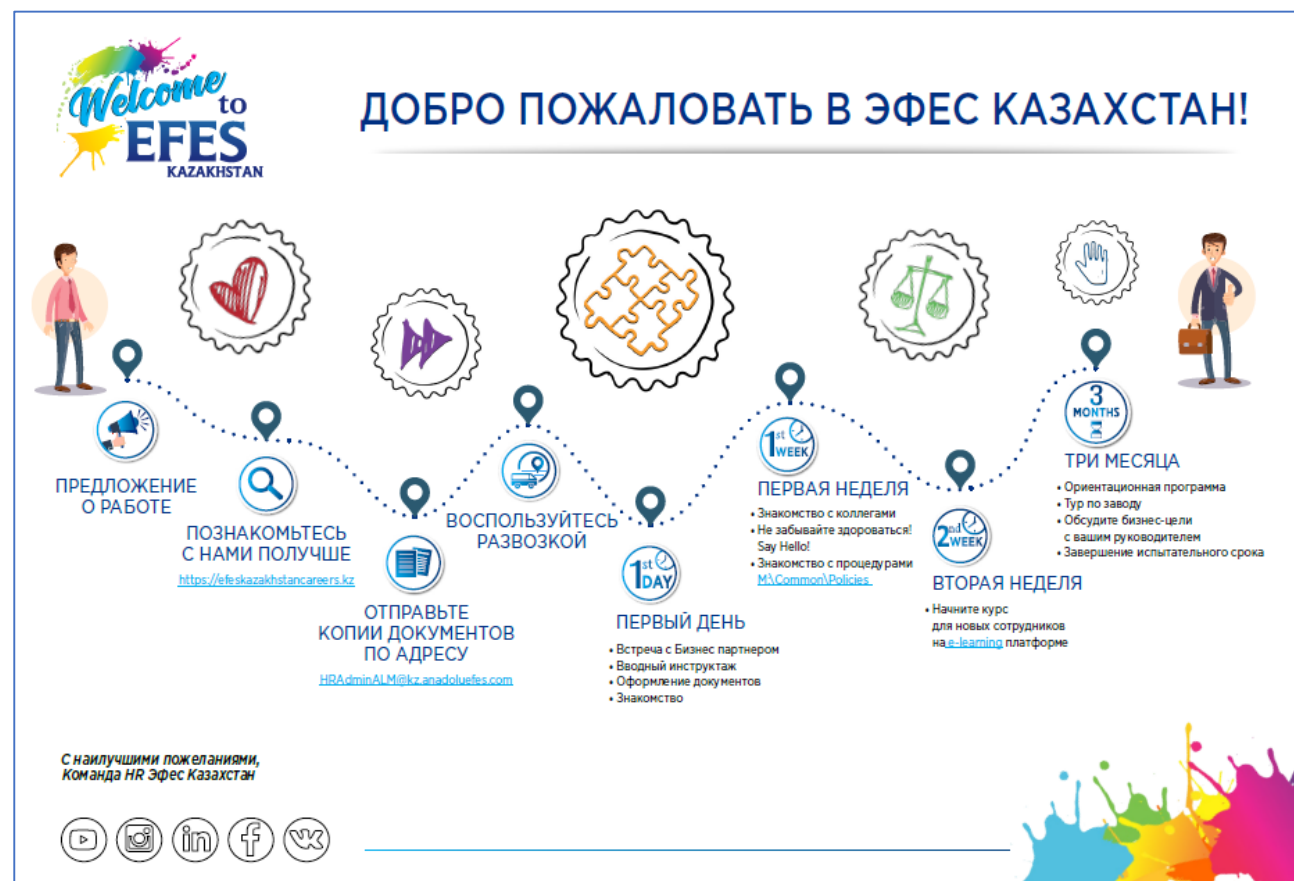 Welcome to
EFES
KAZAKHSTAN
ДОБРО ПОЖАЛОВАТЬ В ЭФЕС КАЗАХСТАН!
ПРЕДЛОЖЕНИЕ
О РАБОТЕ
ПОЗНАКОМЬТЕСЬ
С НАМИ ПОЛУЧШЕ
https://efeskazakhstancareers.kz
ОТПРАВЬТЕ
КОПИИ ДОКУМЕНТОВ
ПО АДРЕСУ
HRAdminALM@kz.anadoluefes.com
ВОСПОЛЬЗУЙТЕСЬ
РАЗВОЗКОЙ
1st
DAY
ПЕРВЫЙ ДЕНЬ
• Встреча с Бизнес партнером
• Вводный инструктаж
• Оформление документов
• Знакомство
1st
WEEK
ПЕРВАЯ НЕДЕЛЯ
• Знакомство с коллегами
• Не забывайте здороваться!
Say Hello!
• Знакомство с процедурами
M:\Common\Policies
2nd
WEEK
ВТОРАЯ НЕДЕЛЯ
• Начните курс
для новых сотрудников
на e-learning платформе
3
MONTHS
ТРИ МЕСЯЦА
• Ориентационная программа
• Тур по заводу
• Обсудите бизнес-цели
с вашим руководителем
• Завершение испытательного срока
С наилучшими пожеланиями,
Команда HR Эфес Казахстан